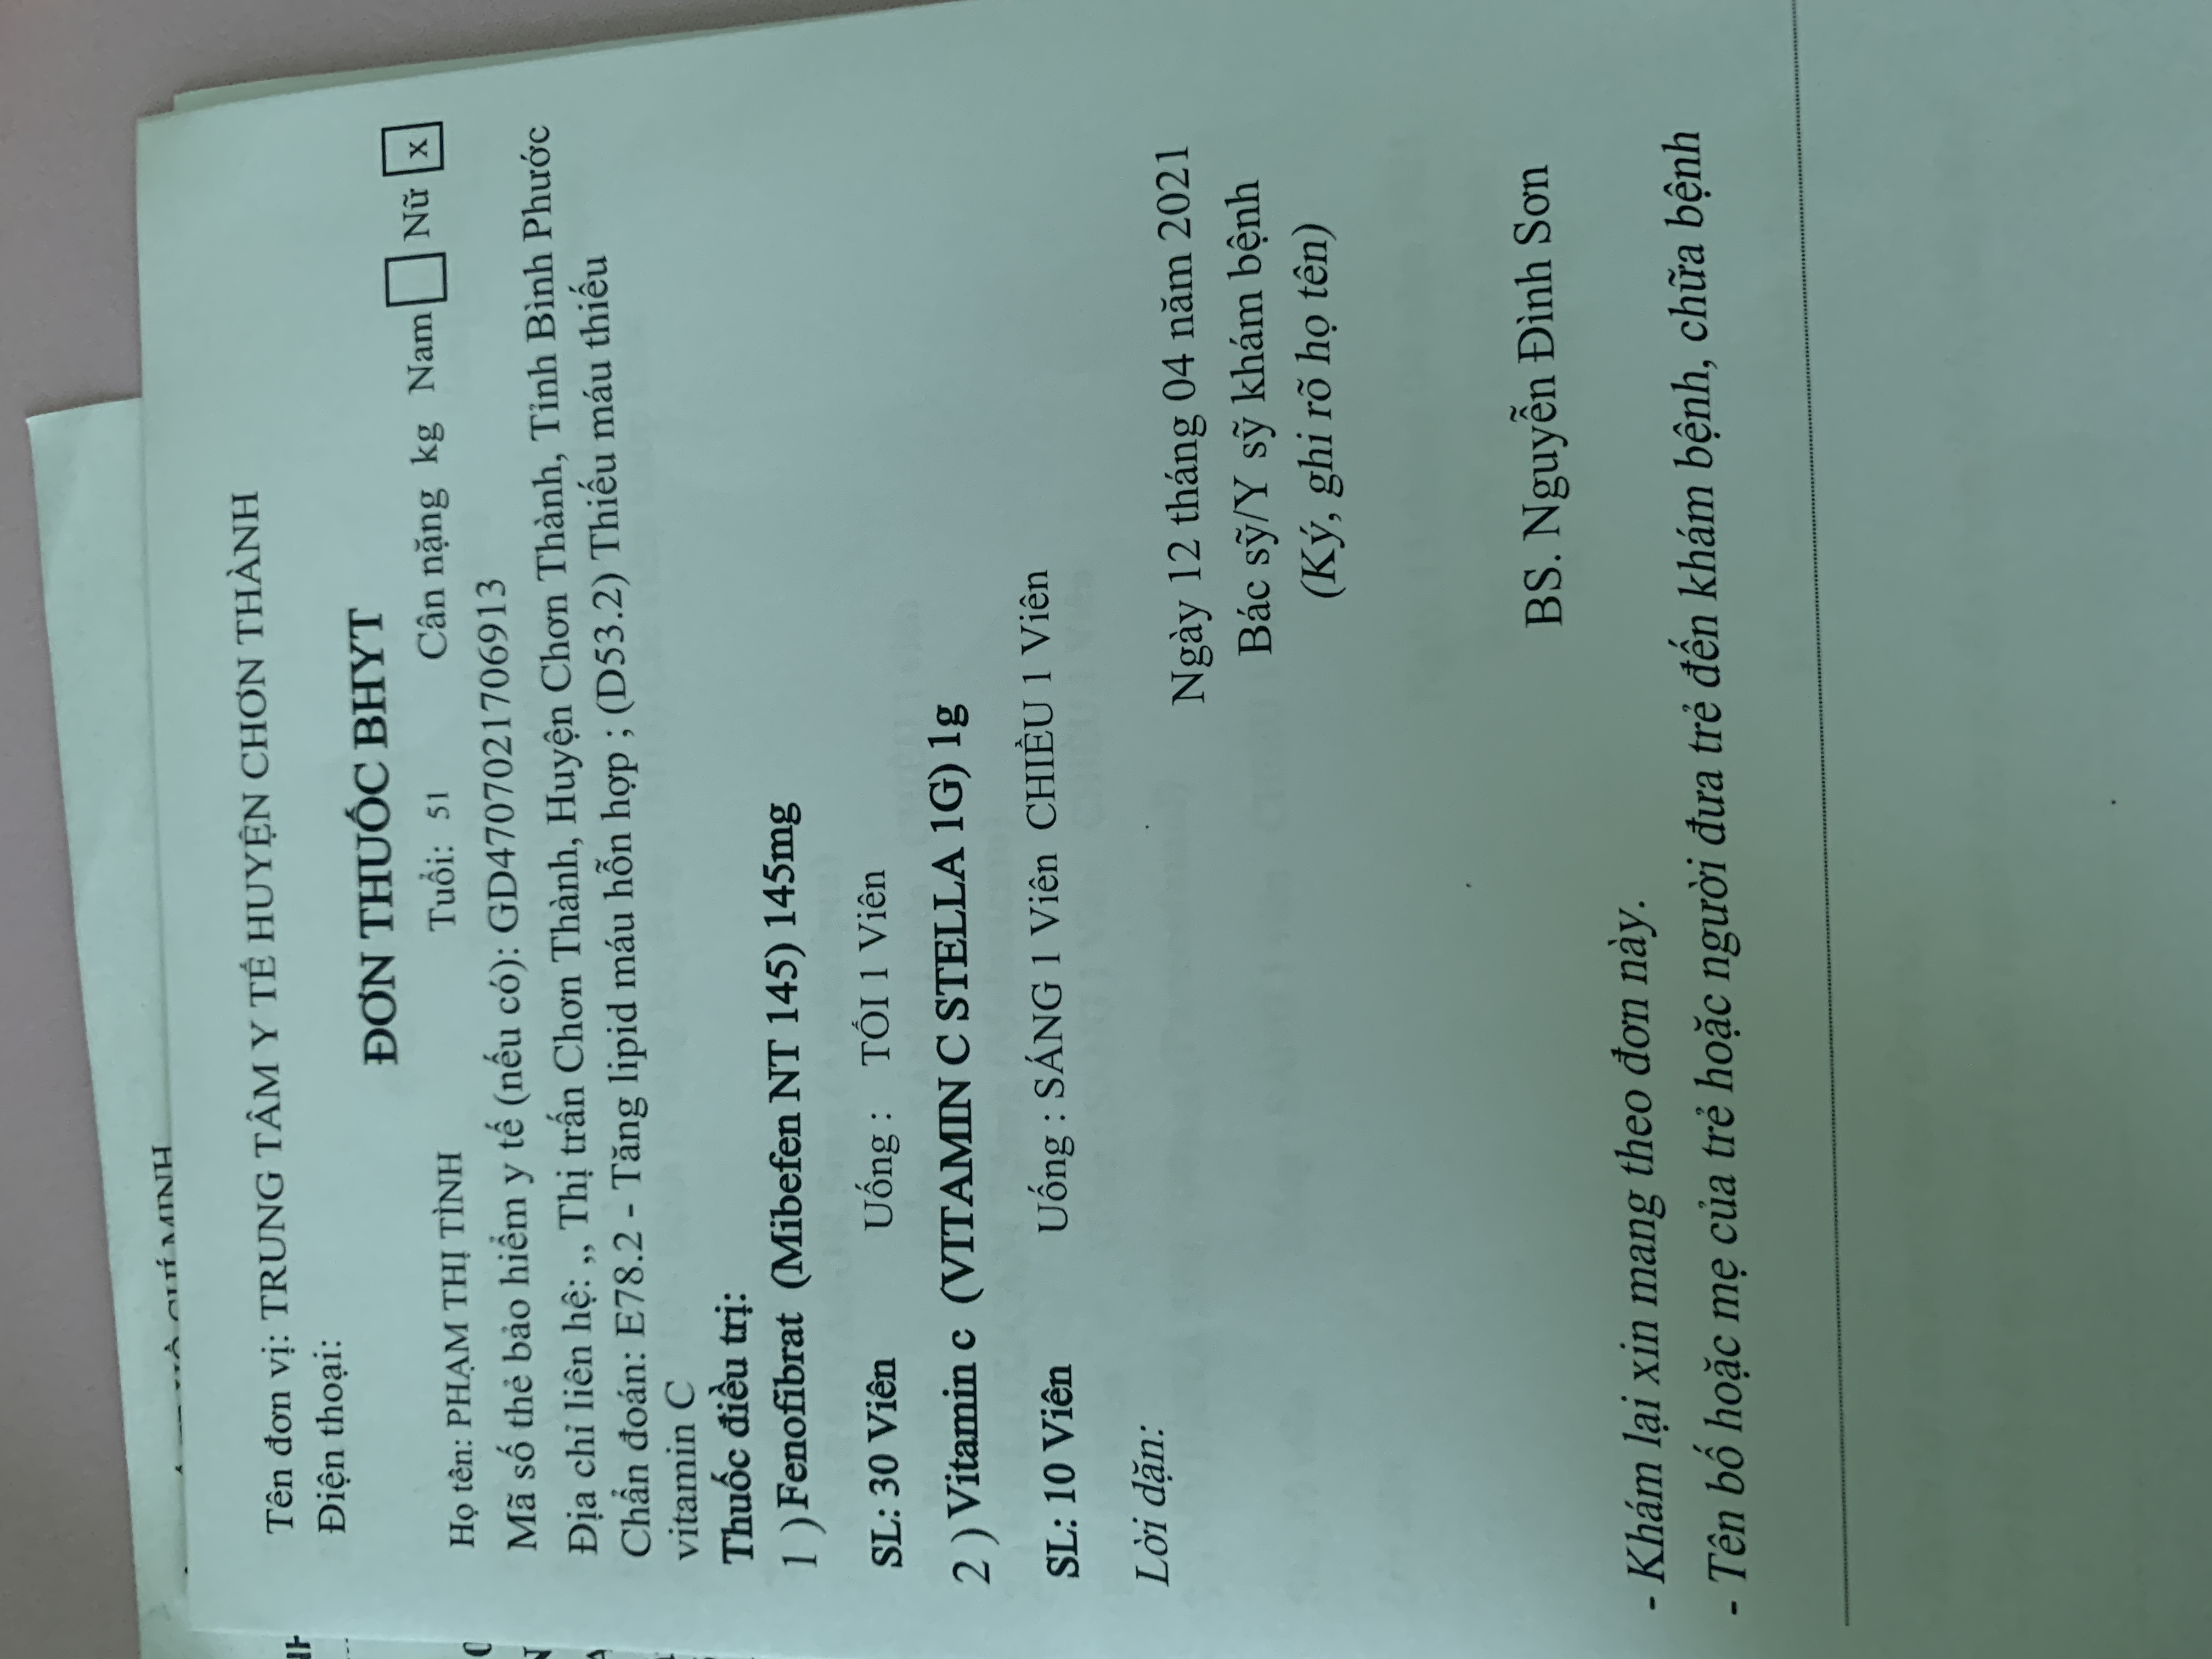 HỒ CHÍ MINH
Tên đơn vị: TRUNG TÂM Y TẾ HUYỆN CHƠN THÀNH
Điện thoại:
ĐƠN THUỐC BHYT
Họ tên: PHẠM THỊ TÌNH Tuổi: 51 Cân nặng kg Nam Nữ x
Mã số thẻ bảo hiểm y tế (nếu có): GD4707021706913
Địa chỉ liên hệ: ,, Thị trấn Chơn Thành, Huyện Chơn Thành, Tỉnh Bình Phước
Chẩn đoán: E78.2 - Tăng lipid máu hỗn hợp ; (D53.2) Thiếu máu thiếu
vitamin C
Thuốc điều trị:
1 ) Fenofibrat (Mibefen NT 145) 145mg
SL: 30 Viên Uống : TỐI 1 Viên
2 ) Vitamin c (VITAMIN C STELLA 1G) 1g
SL: 10 Viên Uống : SÁNG 1 Viên CHIỀU 1 Viên
Lời dặn:
Ngày 12 tháng 04 năm 2021
Bác sỹ/Y sỹ khám bệnh
(Ký, ghi rõ họ tên)
BS. Nguyễn Đình Sơn
- Khám lại xin mang theo đơn này.
- Tên bố hoặc mẹ của trẻ hoặc người đưa trẻ đến khám bệnh, chữa bệnh